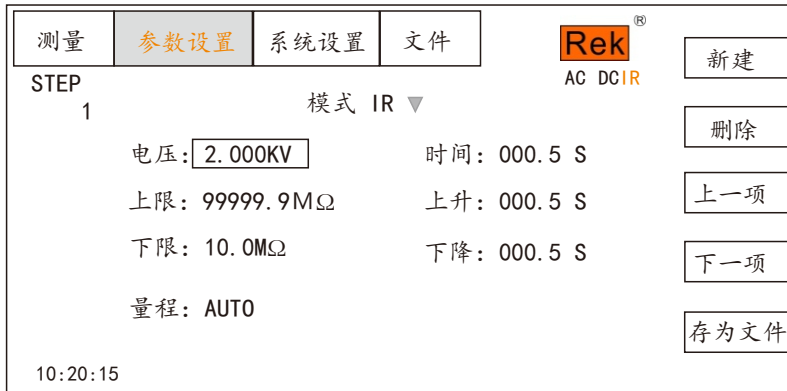 测量 参数设置 系统设置 文件 Rek ®
AC DC IR
新建
STEP
1
模式 IR ▼
删除
电压: 2.000KV 时间: 000.5 S
上限: 99999.9MΩ 上升: 000.5 S
上一项
下限: 10.0MΩ 下降: 000.5 S
下一项
量程: AUTO
存为文件
10:20:15